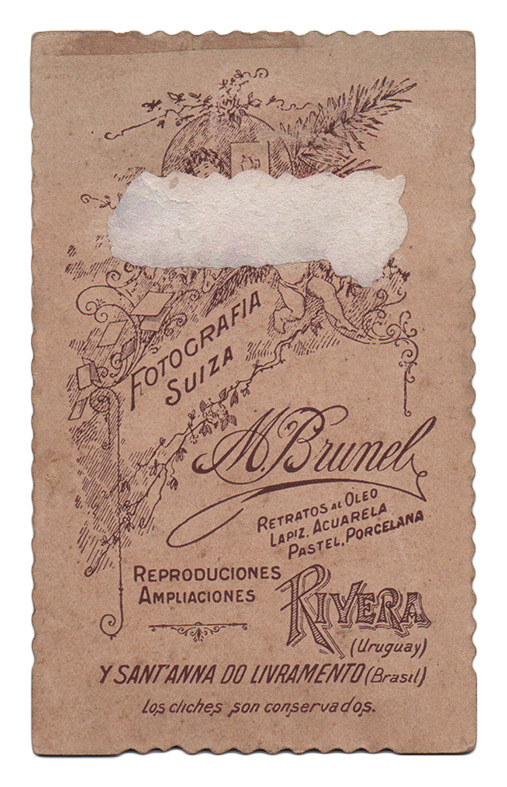 FOTOGRAFIA
SUIZA
M. Brunel
RETRATOS AL OLEO
LAPIZ, ACUARELA
PASTEL, PORCELANA
REPRODUCIONES
AMPLIACIONES
RIVERA
(Uruguay)
Y SANT'ANNA DO LIVRAMENTO (Brasil)
Los cliches son conservados.